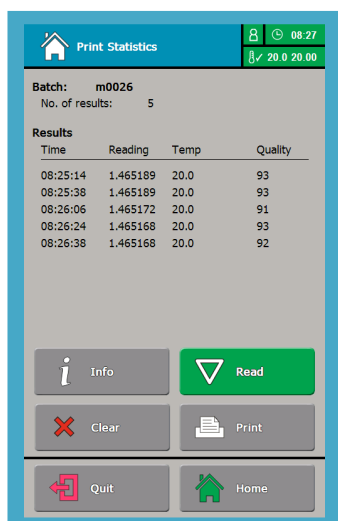 Print Statistics
8 08:27
20.0 20.00
Batch: m0026
No. of results: 5
Results
Time Reading Temp Quality
08:25:14 1.465189 20.0 93
08:25:38 1.465189 20.0 93
08:26:06 1.465172 20.0 91
08:26:24 1.465168 20.0 93
08:26:38 1.465168 20.0 92
i Info
Read
Clear
Print
Quit
Home